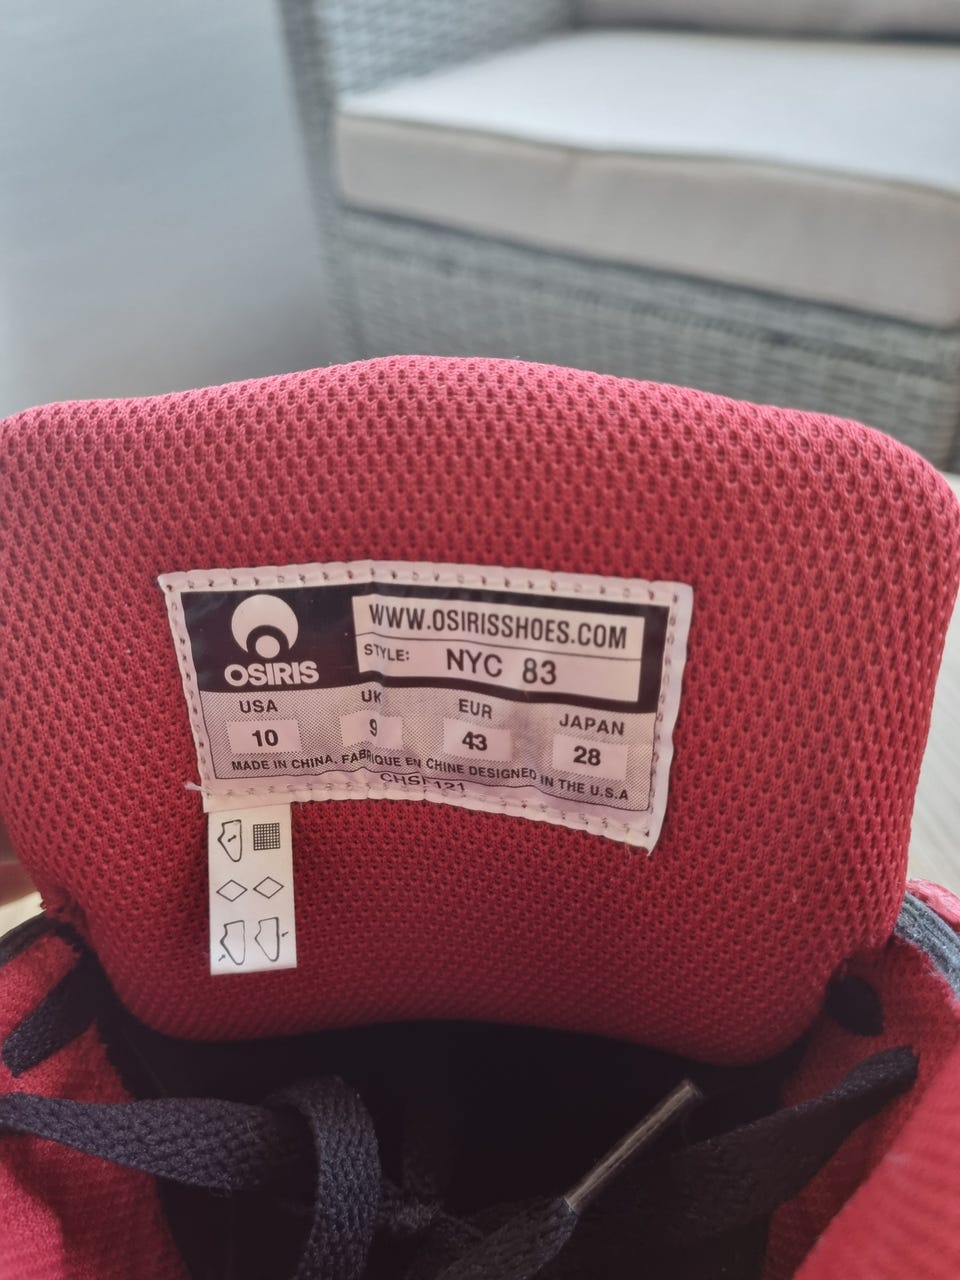 OSIRIS
WWW.OSIRISSHOES.COM
STYLE: NYC 83
USA UK EUR JAPAN
10 9 43 28
MADE IN CHINA. FABRIQUE EN CHINE DESIGNED IN THE U.S.A